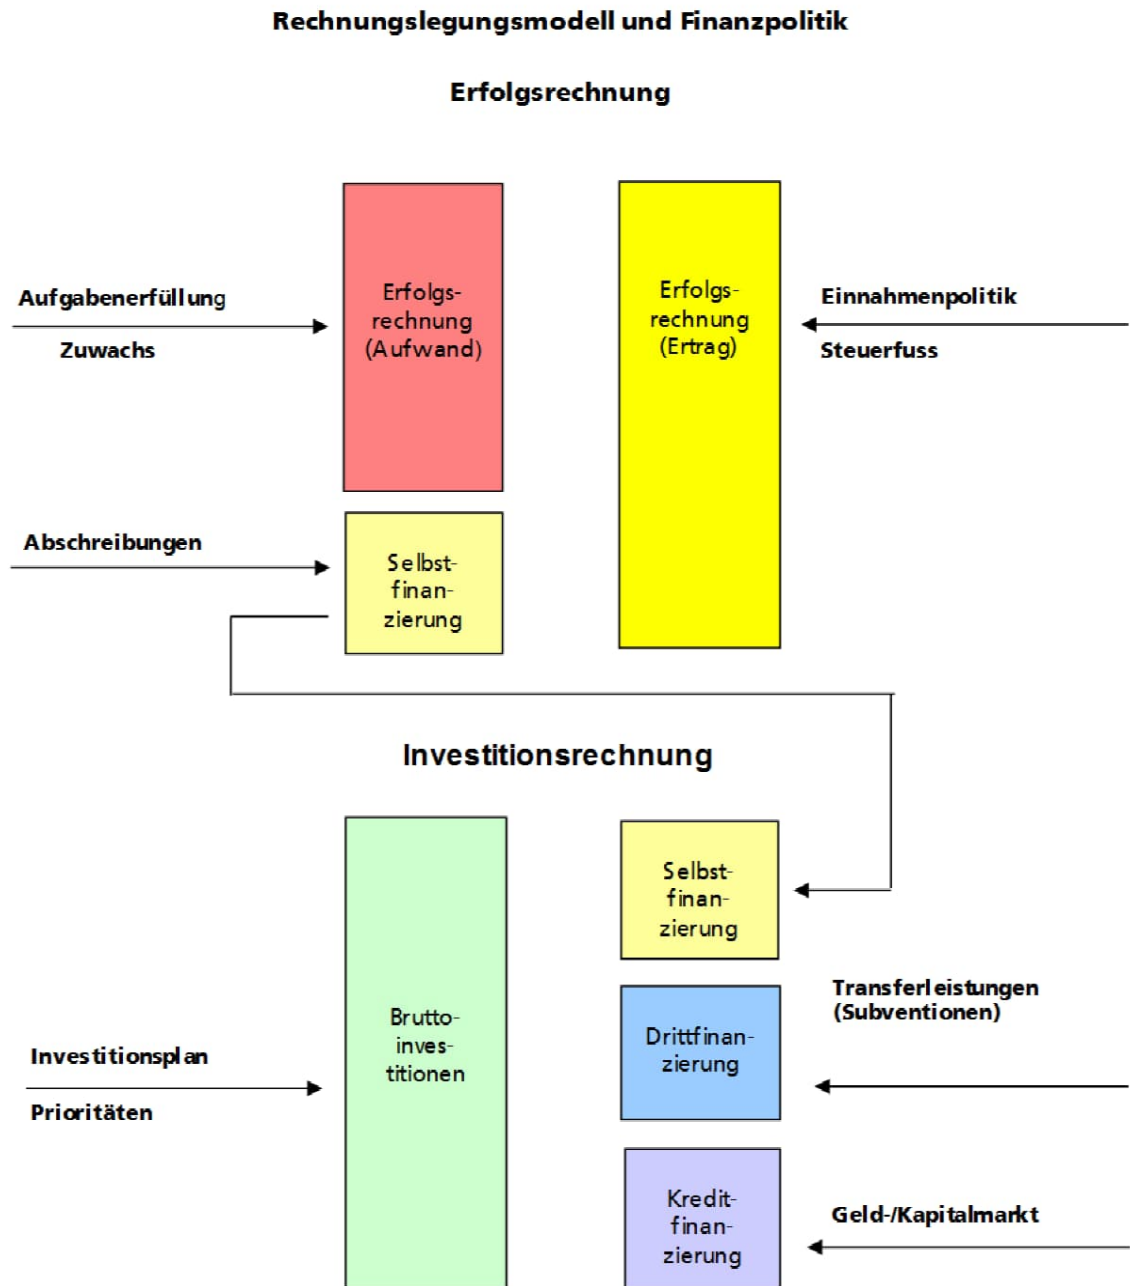 Rechnungslegungsmodell und Finanzpolitik
Erfolgsrechnung
Aufgabenerfüllung
Zuwachs
Erfolgs-
rechnung
(Aufwand)
Erfolgs-
rechnung
(Ertrag)
Einnahmenpolitik
Steuerfuss
Abschreibungen
Selbst-
finan-
zierung
Investitionsrechnung
Investitionsplan
Prioritäten
Brutto-
inves-
titionen
Selbst-
finan-
zierung
Drittfinan-
zierung
Transferleistungen
(Subventionen)
Kredit-
finan-
zierung
Geld-/Kapitalmarkt